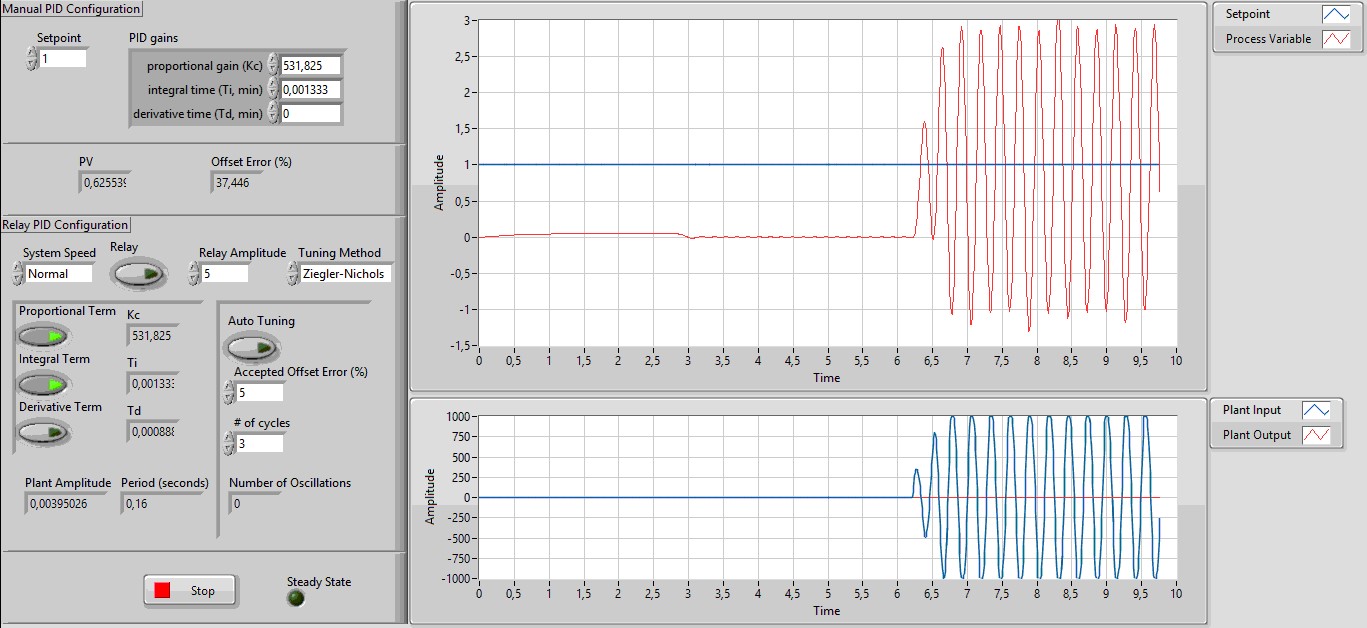 Manual PID Configuration
Setpoint
1
PID gains
proportional gain (Kc) 531,825
integral time (Ti, min) 0,001333
derivative time (Td, min) 0
PV
0,625539
Offset Error (%)
37,446
Relay PID Configuration
System Speed
Normal
Relay
Relay Amplitude
5
Tuning Method
Ziegler-Nichols
Proportional Term
Kc
531,825
Integral Term
Ti
0,001333
Derivative Term
Td
0,000888
Plant Amplitude
0,00395026
Period (seconds)
0,16
Auto Tuning
Accepted Offset Error (%)
5
# of cycles
3
Number of Oscillations
0
Stop
Steady State
Amplitude
3
2,5
2
1,5
1
0,5
0
-0,5
-1
-1,5
0 0,5 1 1,5 2 2,5 3 3,5 4 4,5 5 5,5 6 6,5 7 7,5 8 8,5 9 9,5 10
Time
Setpoint
Process Variable
Amplitude
1000
750
500
250
0
-250
-500
-750
-1000
0 0,5 1 1,5 2 2,5 3 3,5 4 4,5 5 5,5 6 6,5 7 7,5 8 8,5 9 9,5 10
Time
Plant Input
Plant Output